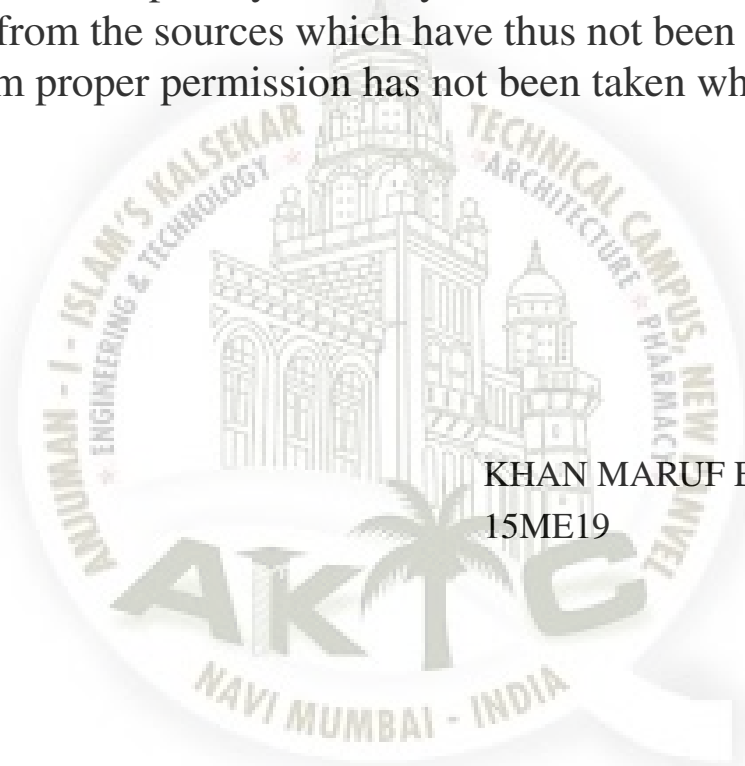 from the sources which have thus not been
m proper permission has not been taken wh
ANJUMAN - I - ISLAM'S KALSEKAR TECHNICAL CAMPUS, NEW PANVEL
ENGINEERING & TECHNOLOGY * ARCHITECTURE * PHARMACY
KHAN MARUF
15ME19
AKTC
NAVI MUMBAI - INDIA